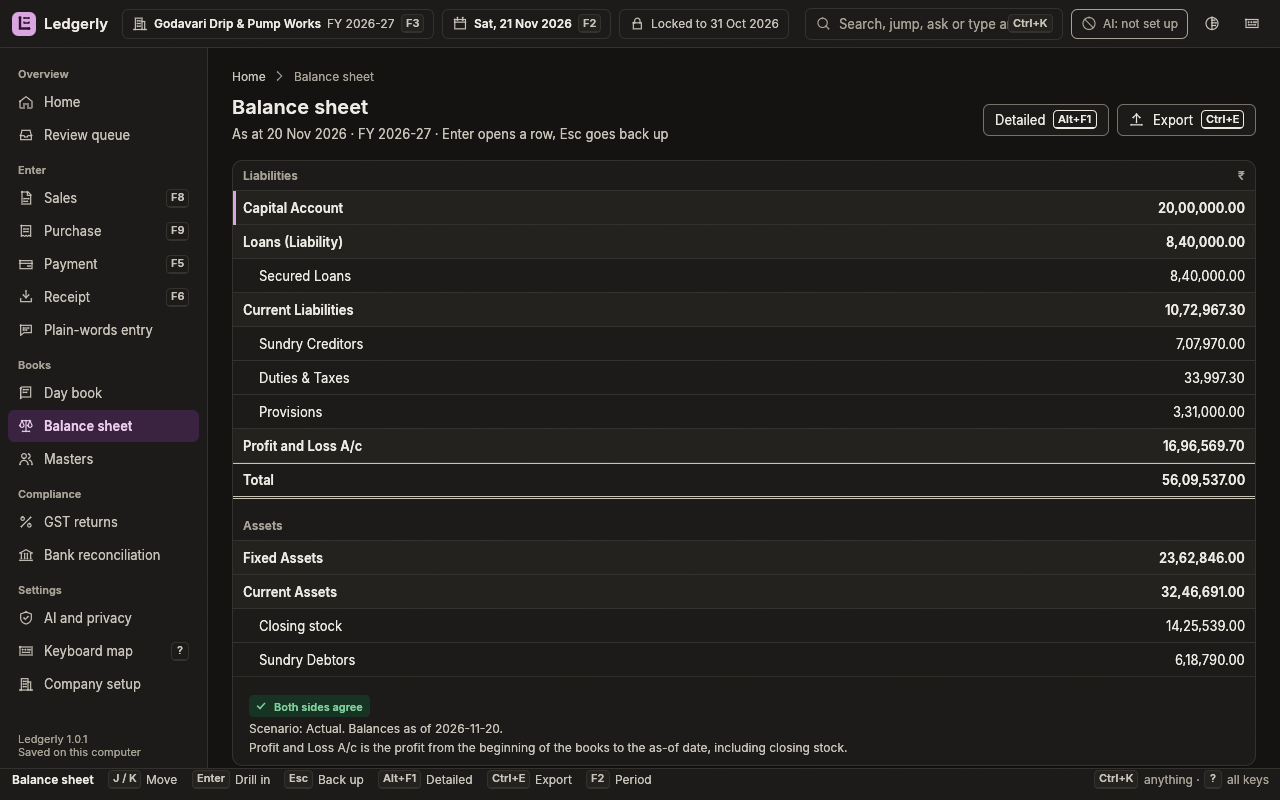 Ledgerly
Godavari Drip & Pump Works FY 2026-27 F3
Sat, 21 Nov 2026 F2
Locked to 31 Oct 2026
Search, jump, ask or type a Ctrl+K
AI: not set up
Overview
Home
Review queue
Enter
Sales F8
Purchase F9
Payment F5
Receipt F6
Plain-words entry
Books
Day book
Balance sheet
Masters
Compliance
GST returns
Bank reconciliation
Settings
AI and privacy
Keyboard map ?
Company setup
Ledgerly 1.0.1
Saved on this computer
Home > Balance sheet
Balance sheet
As at 20 Nov 2026 · FY 2026-27 · Enter opens a row, Esc goes back up
Detailed Alt+F1
Export Ctrl+E
Liabilities ₹
Capital Account 20,00,000.00
Loans (Liability) 8,40,000.00
Secured Loans 8,40,000.00
Current Liabilities 10,72,967.30
Sundry Creditors 7,07,970.00
Duties & Taxes 33,997.30
Provisions 3,31,000.00
Profit and Loss A/c 16,96,569.70
Total 56,09,537.00
Assets
Fixed Assets 23,62,846.00
Current Assets 32,46,691.00
Closing stock 14,25,539.00
Sundry Debtors 6,18,790.00
Both sides agree
Scenario: Actual. Balances as of 2026-11-20.
Profit and Loss A/c is the profit from the beginning of the books to the as-of date, including closing stock.
Balance sheet J / K Move Enter Drill in Esc Back up Alt+F1 Detailed Ctrl+E Export F2 Period Ctrl+K anything · ? all keys